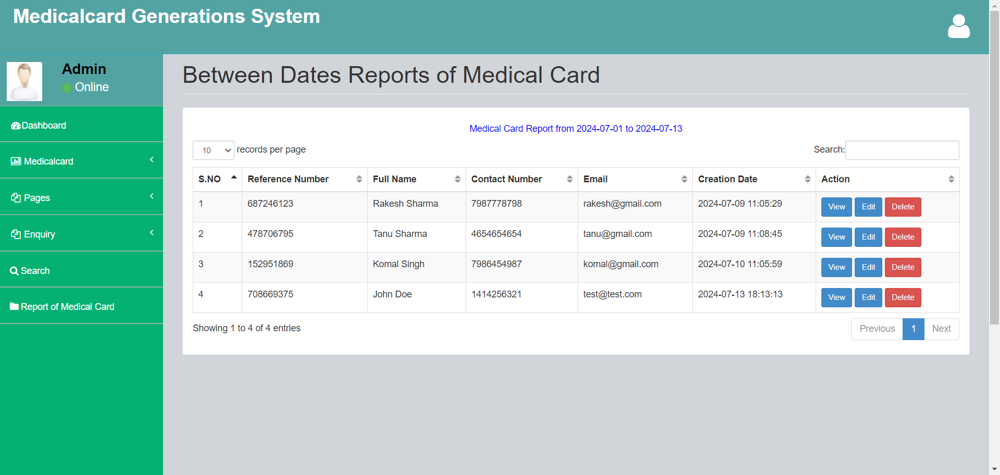 Medicalcard Generations System
Admin
Online
Dashboard
Medicalcard
Pages
Enquiry
Search
Report of Medical Card
Between Dates Reports of Medical Card
Medical Card Report from 2024-07-01 to 2024-07-13
10 records per page Search:
S.NO Reference Number Full Name Contact Number Email Creation Date Action
1 687246123 Rakesh Sharma 7987778798 rakesh@gmail.com 2024-07-09 11:05:29 View Edit Delete
2 478706795 Tanu Sharma 4654654654 tanu@gmail.com 2024-07-09 11:08:45 View Edit Delete
3 152951869 Komal Singh 7986454987 komal@gmail.com 2024-07-10 11:05:59 View Edit Delete
4 708669375 John Doe 1414256321 test@test.com 2024-07-13 18:13:13 View Edit Delete
Showing 1 to 4 of 4 entries Previous 1 Next